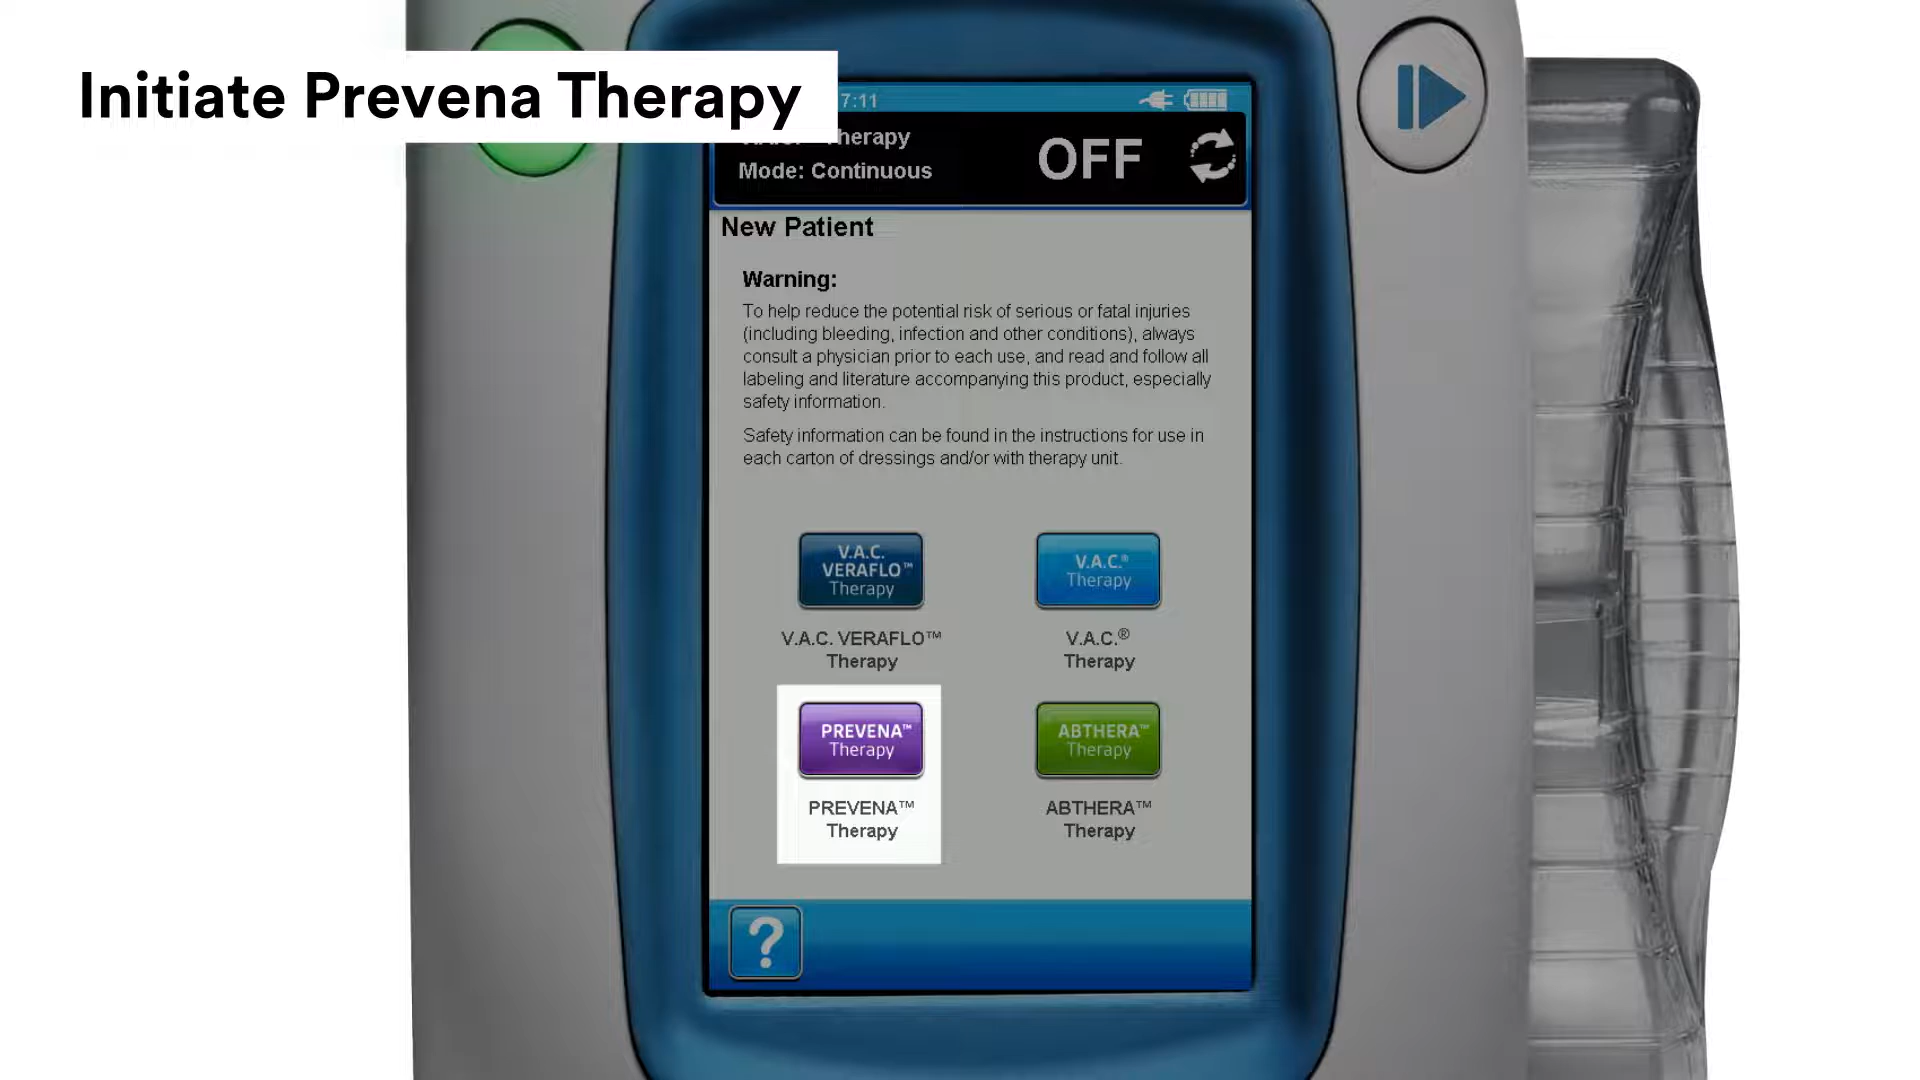 Initiate Prevena Therapy
7:11
Therapy
Mode: Continuous
OFF
New Patient
Warning:
To help reduce the potential risk of serious or fatal injuries
(including bleeding, infection and other conditions), always
consult a physician prior to each use, and read and follow all
labeling and literature accompanying this product, especially
safety information.
Safety information can be found in the instructions for use in
each carton of dressings and/or with therapy unit.
V.A.C.
VERAFLO™
Therapy
V.A.C.®
Therapy
V.A.C. VERAFLO™
Therapy
V.A.C.®
Therapy
PREVENA™
Therapy
ABTHERA™
Therapy
PREVENA™
Therapy
ABTHERA™
Therapy
?